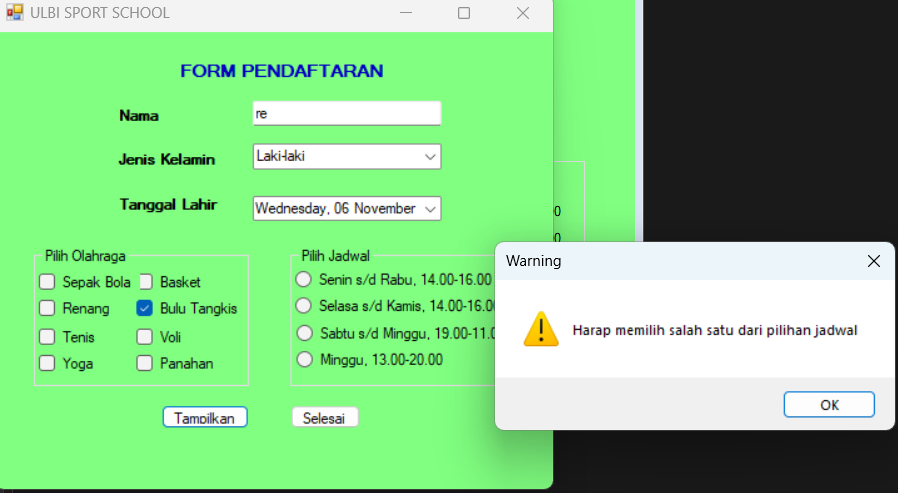 ULBI SPORT SCHOOL
FORM PENDAFTARAN
Nama
re
Jenis Kelamin
Laki-laki
Tanggal Lahir
Wednesday, 06 November
Pilih Olahraga
Sepak Bola
Basket
Renang
Bulu Tangkis
Tenis
Voli
Yoga
Panahan
Pilih Jadwal
Senin s/d Rabu, 14.00-16.00
Selasa s/d Kamis, 14.00-16.00
Sabtu s/d Minggu, 19.00-11.0
Minggu, 13.00-20.00
Tampilkan
Selesai
Warning
Harap memilih salah satu dari pilihan jadwal
OK